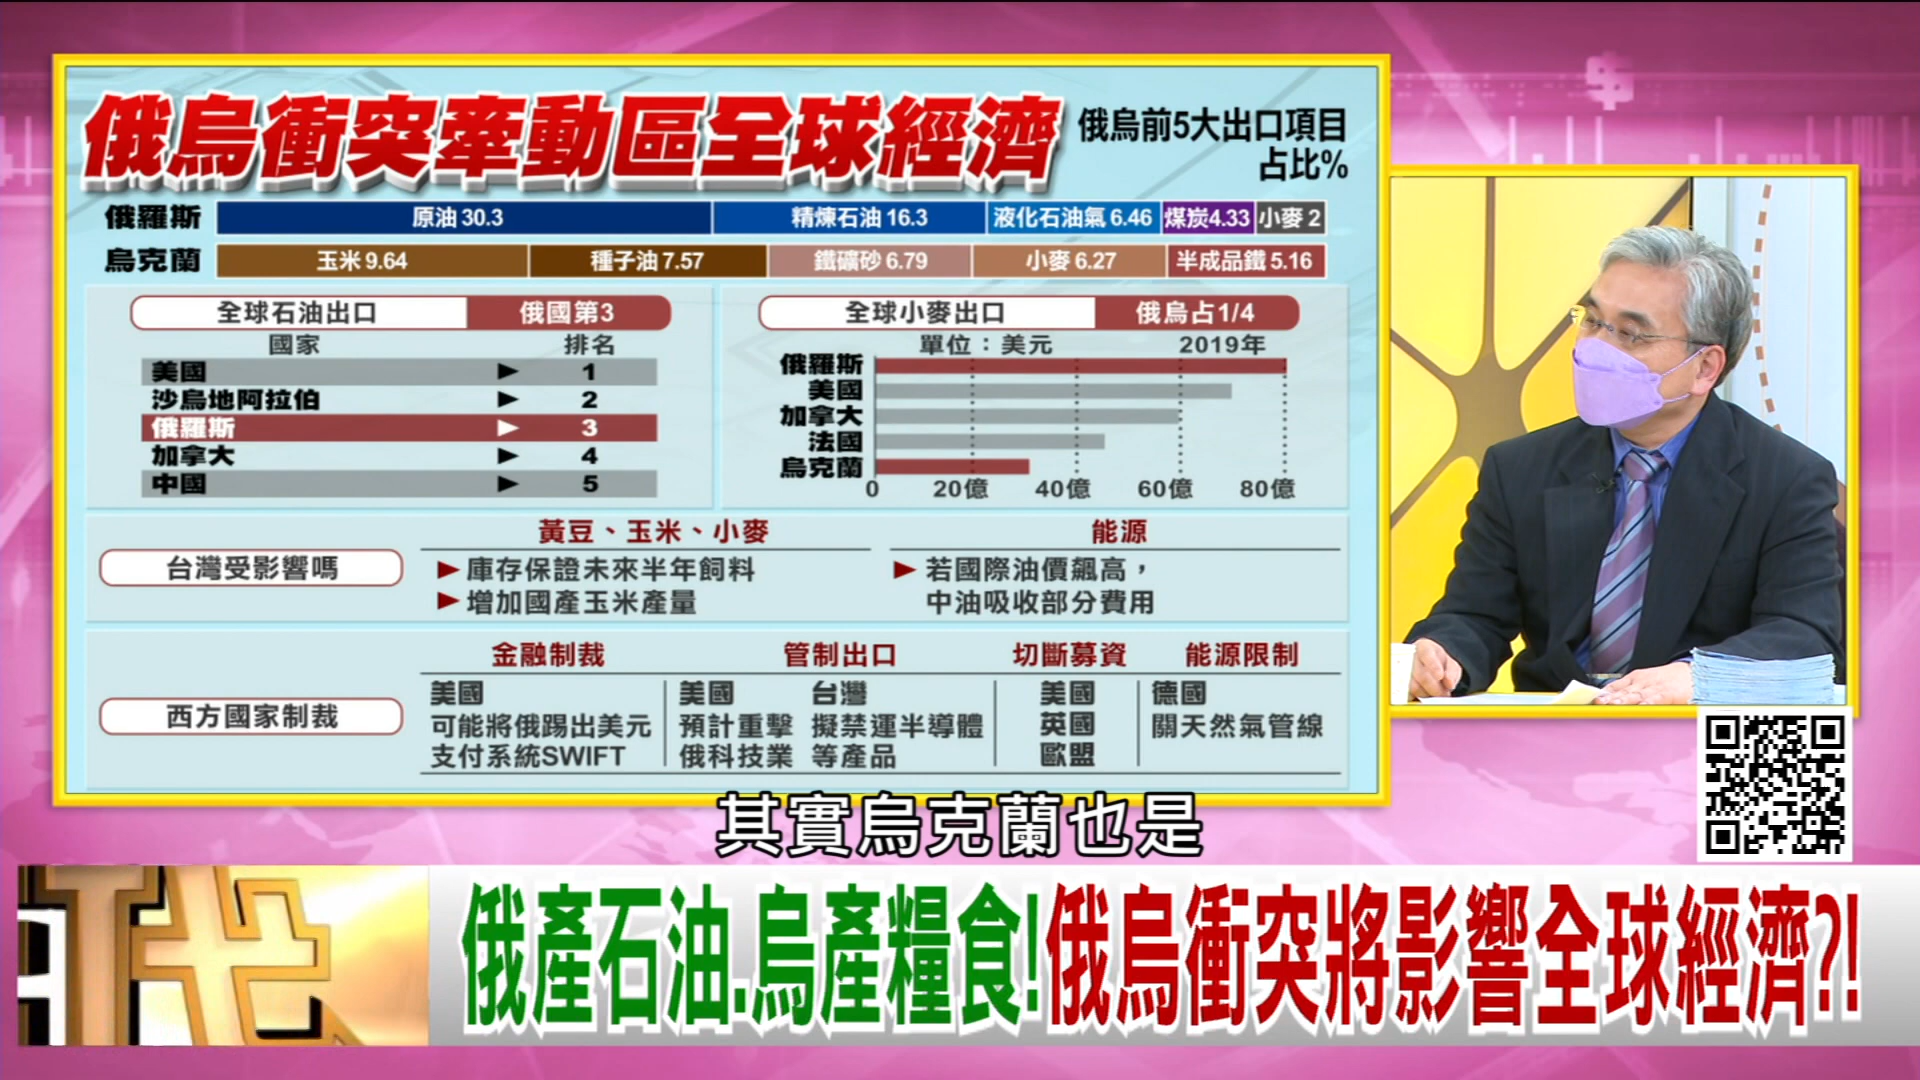 俄烏衝突牽動區全球經濟
俄烏前5大出口項目
占比%
俄羅斯 原油 30.3 精煉石油 16.3 液化石油氣 6.46 煤炭4.33 小麥 2
烏克蘭 玉米 9.64 種子油 7.57 鐵礦砂 6.79 小麥 6.27 半成品鐵 5.16
全球石油出口 俄國第3
國家 排名
美國 ▶ 1
沙烏地阿拉伯 ▶ 2
俄羅斯 ▶ 3
加拿大 ▶ 4
中國 ▶ 5
全球小麥出口 俄烏占1/4
單位：美元 2019年
俄羅斯
美國
加拿大
法國
烏克蘭
0 20億 40億 60億 80億
台灣受影響嗎
黃豆、玉米、小麥
▶庫存保證未來半年飼料
▶增加國產玉米產量
能源
▶若國際油價飆高，
中油吸收部分費用
西方國家制裁
金融制裁
美國
可能將俄踢出美元
支付系統SWIFT
管制出口
美國
預計重擊
俄科技業
台灣
擬禁運半導體
等產品
切斷募資
美國
英國
歐盟
能源限制
德國
關天然氣管線
其實烏克蘭也是
俄產石油.烏產糧食!俄烏衝突將影響全球經濟?!